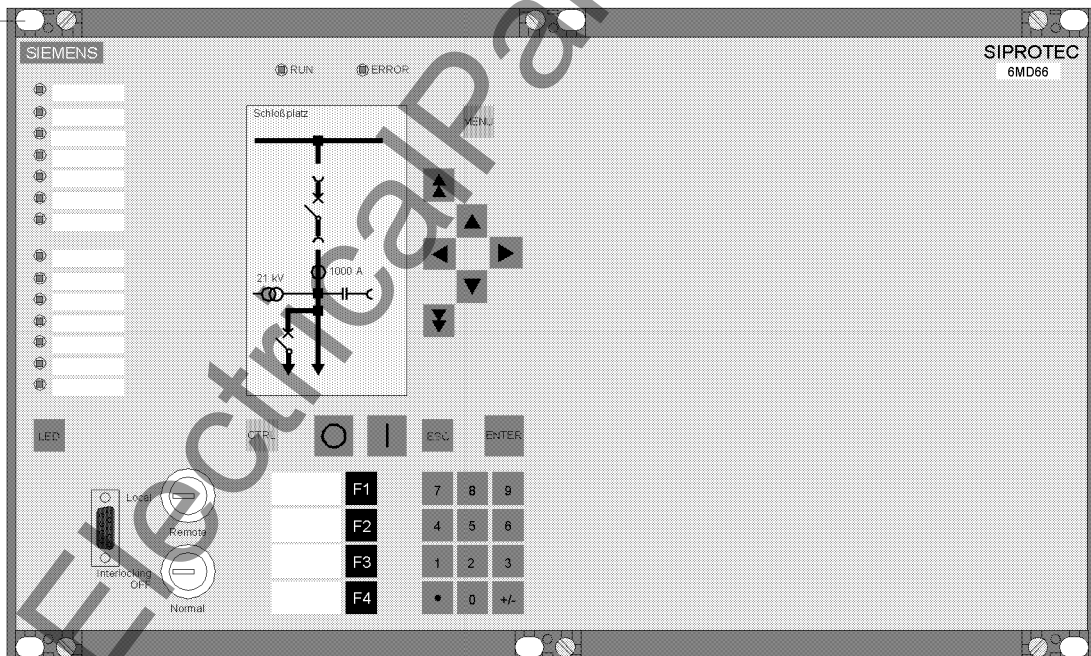 SIEMENS
SIPROTEC
6MD66
RUN
ERROR
Schloßplatz
MENU
21 kV
1000 A
LED
CTRL
ESC
ENTER
Local
Remote
Interlocking
OFF
Normal
F1
F2
F3
F4
7 8 9
4 5 6
1 2 3
• 0 +/-